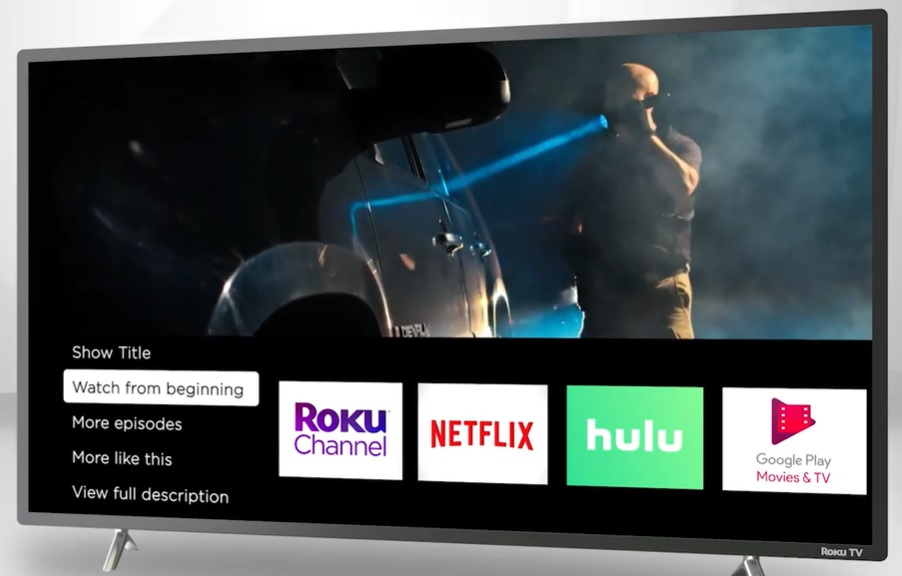 Show Title
Watch from beginning
More episodes
More like this
View full description
Roku
Channel
NETFLIX
hulu
Google Play
Movies & TV
Roku TV